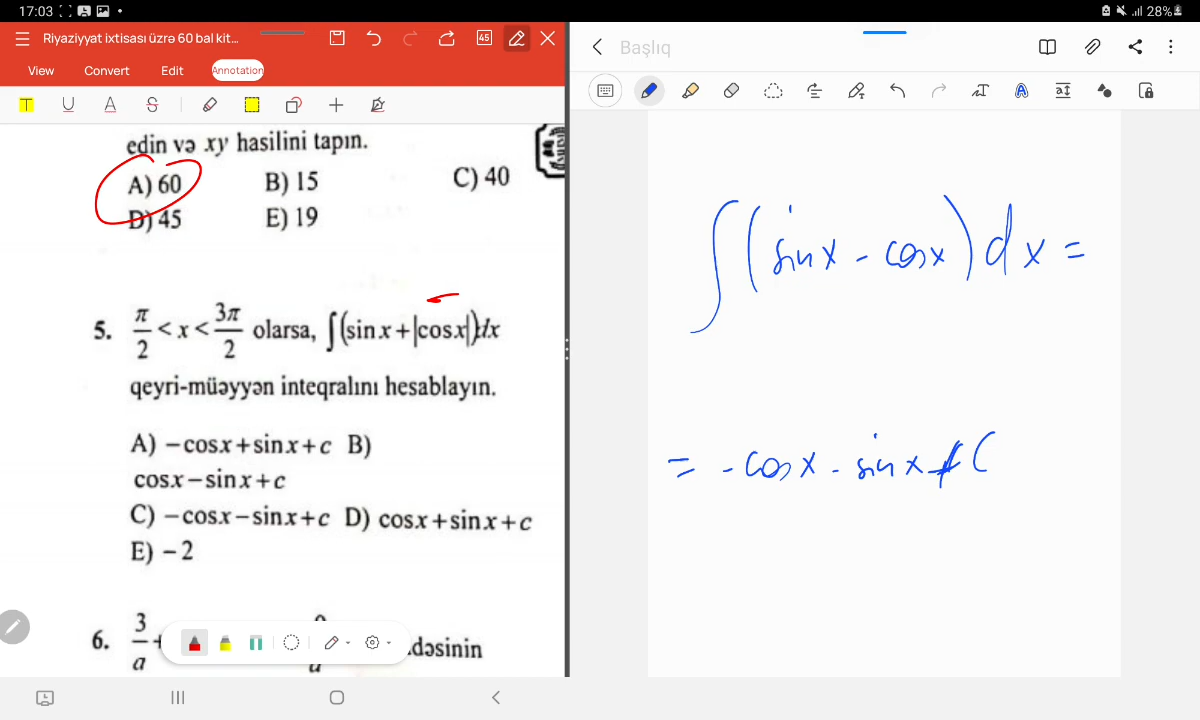 17:03
28%
Riyaziyyat ixtisası üzrə 60 bal kit...
45
View Convert Edit Annotation
T U A S
edin və xy hasilini tapın.
A) 60 B) 15 C) 40
D) 45 E) 19
5. π/2 < x < 3π/2 olarsa, ∫(sin x + |cos x|)dx
qeyri-müəyyən inteqralını hesablayın.
A) −cos x + sin x + c B)
cos x − sin x + c
C) −cos x − sin x + c D) cos x + sin x + c
E) −2
6. 3/a
dəsinin
Başlıq
∫(sin x - cos x) dx =
= - cos x - sin x + C